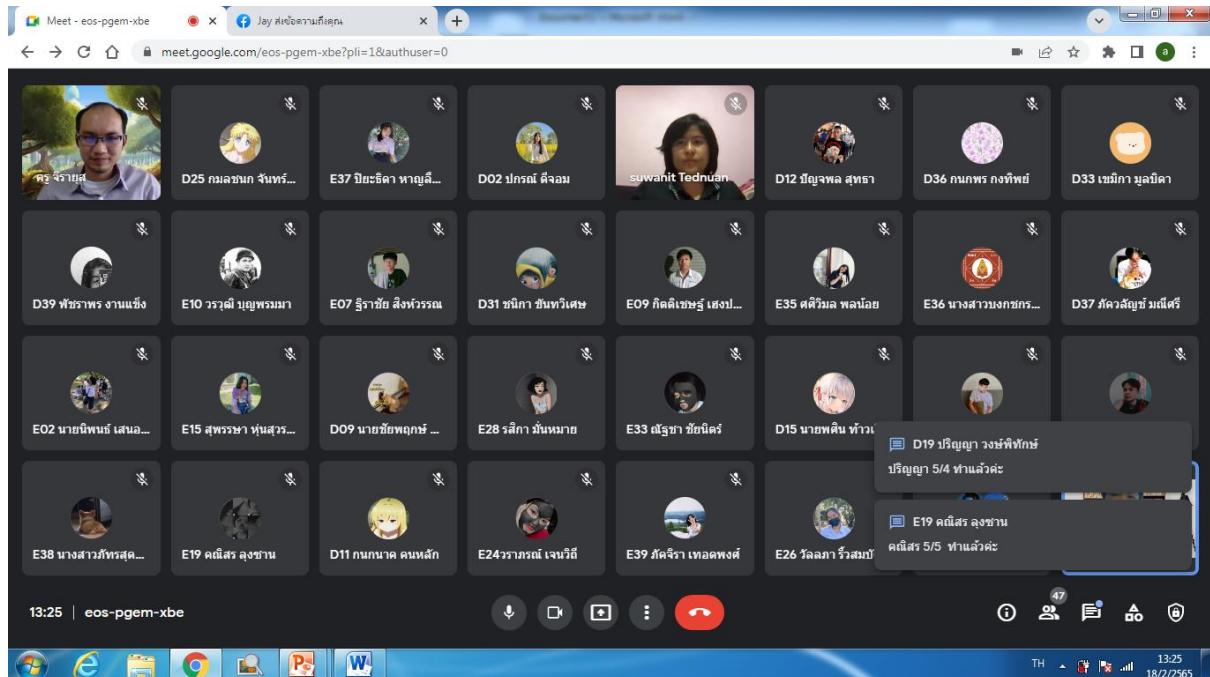 Meet - eos-pgem-xbe
Jay ส่งข้อความถึงคุณ
meet.google.com/eos-pgem-xbe?pli=1&authuser=0
a
ครู จิรายุส
D25 กมลชนก จันทร์...
E37 ปิยะธิดา หาญลื...
D02 ปกรณ์ ดีจอม
suwanit Tednuan
D12 ปัญจพล สุทธา
D36 กนกพร กงทิพย์
D33 เขมิกา มูลบิดา
D39 พัชราพร งานแข็ง
E10 วรวุฒิ บุญพรมมา
E07 ฐิราชัย สิงห์วรรณ
D31 ชนิกา ขันทวิเศษ
E09 กิตติเชษฐ์ เฮงป...
E35 ศศิวิมล พลน้อย
E36 นางสาวบงกชกร...
D37 ภัควลัญช์ มณีศรี
E02 นายนิพนธ์ เสนอ...
E15 สุพรรษา หุ่นสุวร...
D09 นายชัยพฤกษ์ ...
E28 รสิกา มั่นหมาย
E33 ณัฐชา ชัยนิตร์
D15 นายพศิน
D19 ปริญญา วงษ์พิทักษ์
ปริญญา 5/4 ทำแล้วค่ะ
E38 นางสาวภัทรสุด...
E19 คณิสร ลุงซาน
D11 กนกนาค คนหลัก
E24วราภรณ์ เจนวิถี
E39 ภัคจิรา เทอดพงศ์
E26 วัลลภา
E19 คณิสร ลุงซาน
คณิสร 5/5 ทำแล้วค่ะ
13:25 | eos-pgem-xbe
47
TH
13:25
18/2/2565